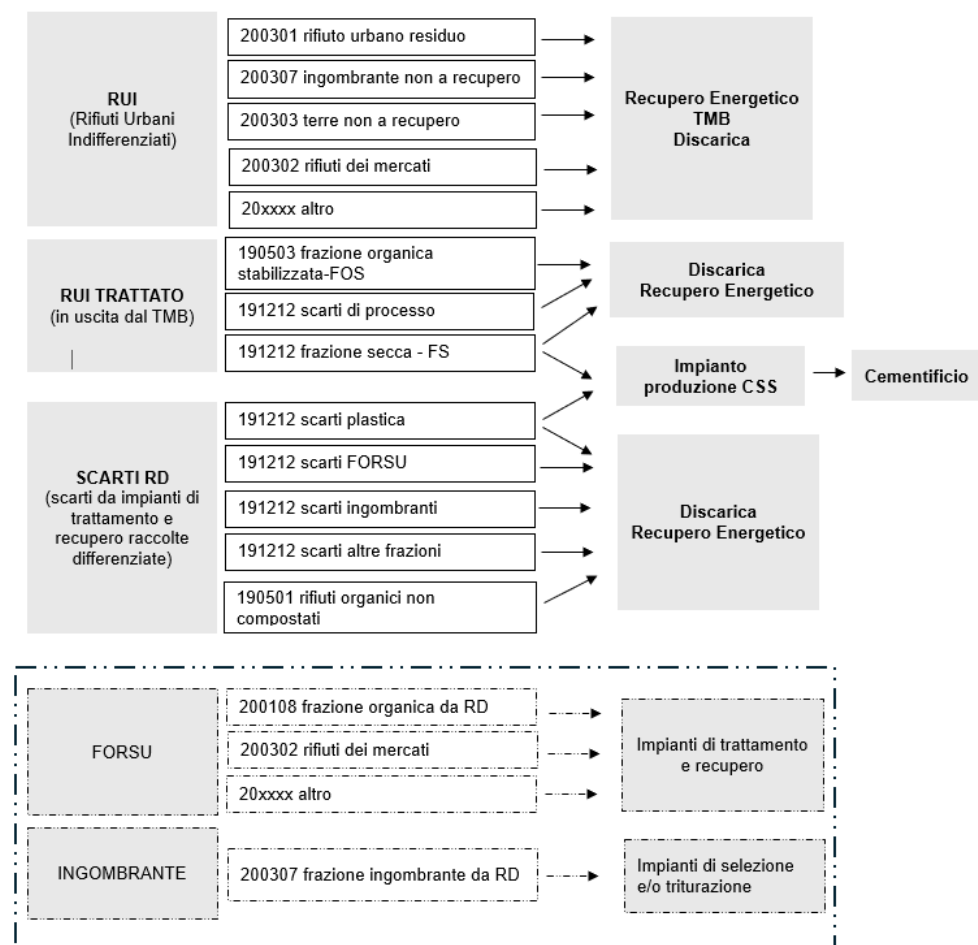 RUI
(Rifiuti Urbani
Indifferenziati)
200301 rifiuto urbano residuo
200307 ingombrante non a recupero
200303 terre non a recupero
200302 rifiuti dei mercati
20xxxx altro
Recupero Energetico
TMB
Discarica
RUI TRATTATO
(in uscita dal TMB)
190503 frazione organica
stabilizzata-FOS
191212 scarti di processo
191212 frazione secca - FS
Discarica
Recupero Energetico
Impianto
produzione CSS
Cementificio
SCARTI RD
(scarti da impianti di
trattamento e
recupero raccolte
differenziate)
191212 scarti plastica
191212 scarti FORSU
191212 scarti ingombranti
191212 scarti altre frazioni
190501 rifiuti organici non
compostati
Discarica
Recupero Energetico
FORSU
200108 frazione organica da RD
200302 rifiuti dei mercati
20xxxx altro
Impianti di trattamento
e recupero
INGOMBRANTE
200307 frazione ingombrante da RD
Impianti di selezione
e/o triturazione